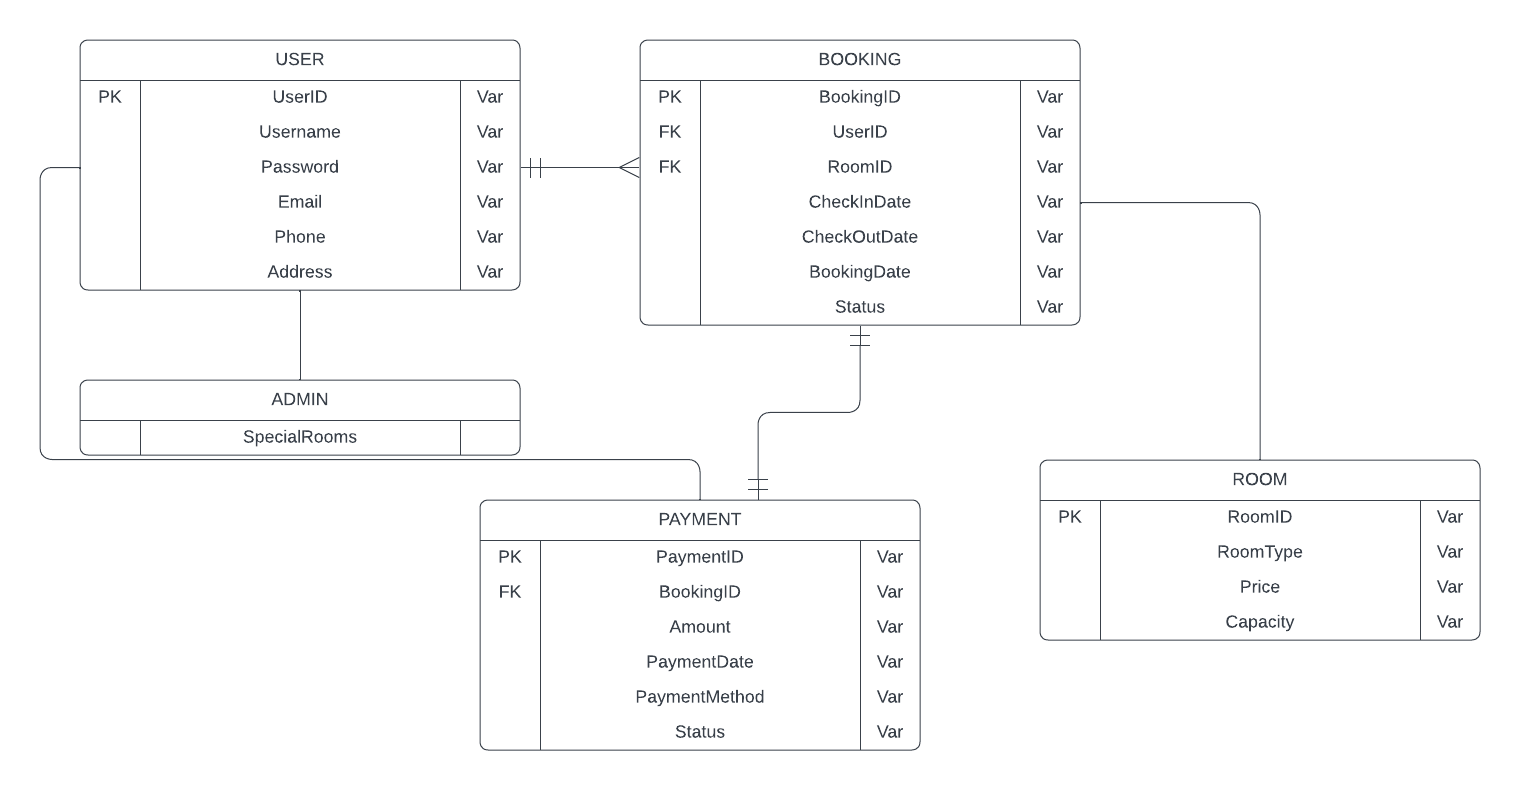 USER
PK UserID Var
Username Var
Password Var
Email Var
Phone Var
Address Var
BOOKING
PK BookingID Var
FK UserID Var
FK RoomID Var
CheckInDate Var
CheckOutDate Var
BookingDate Var
Status Var
ADMIN
SpecialRooms
PAYMENT
PK PaymentID Var
FK BookingID Var
Amount Var
PaymentDate Var
PaymentMethod Var
Status Var
ROOM
PK RoomID Var
RoomType Var
Price Var
Capacity Var